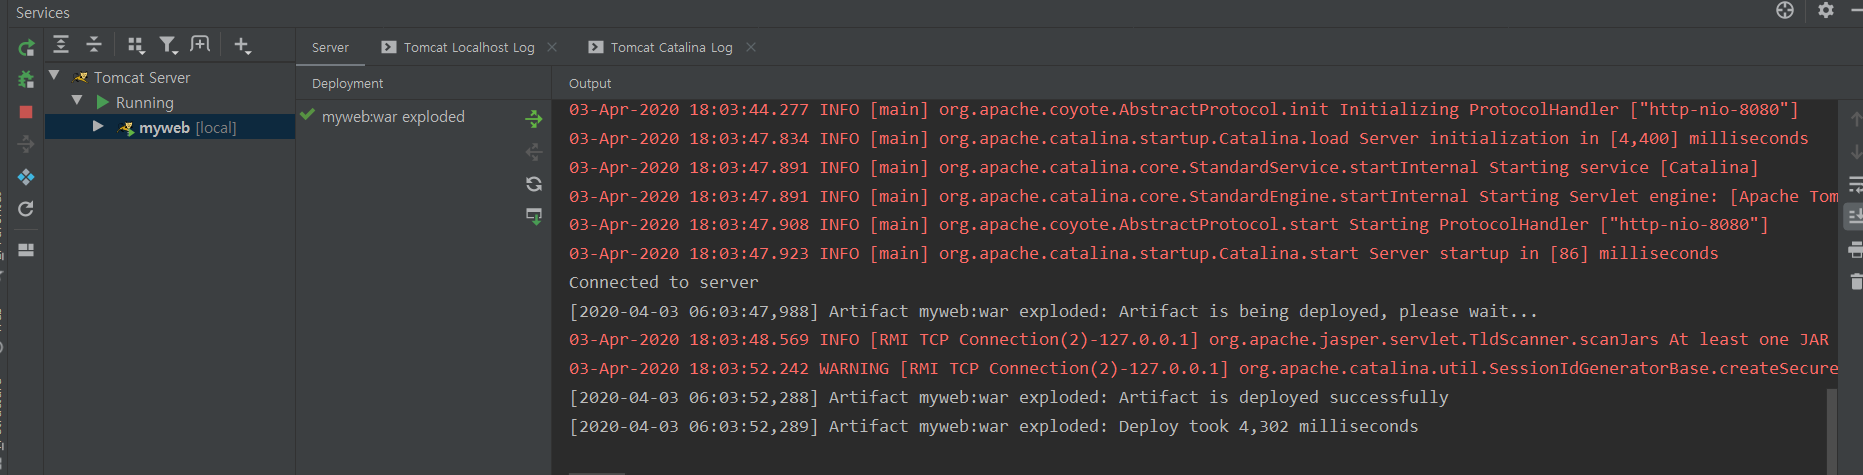 Services
Server
Tomcat Localhost Log
Tomcat Catalina Log
Tomcat Server
Running
myweb [local]
Deployment
myweb:war exploded
Output
03-Apr-2020 18:03:44.277 INFO [main] org.apache.coyote.AbstractProtocol.init Initializing ProtocolHandler ["http-nio-8080"]
03-Apr-2020 18:03:47.834 INFO [main] org.apache.catalina.startup.Catalina.load Server initialization in [4,400] milliseconds
03-Apr-2020 18:03:47.891 INFO [main] org.apache.catalina.core.StandardService.startInternal Starting service [Catalina]
03-Apr-2020 18:03:47.891 INFO [main] org.apache.catalina.core.StandardEngine.startInternal Starting Servlet engine: [Apache Tom
03-Apr-2020 18:03:47.908 INFO [main] org.apache.coyote.AbstractProtocol.start Starting ProtocolHandler ["http-nio-8080"]
03-Apr-2020 18:03:47.923 INFO [main] org.apache.catalina.startup.Catalina.start Server startup in [86] milliseconds
Connected to server
[2020-04-03 06:03:47,988] Artifact myweb:war exploded: Artifact is being deployed, please wait...
03-Apr-2020 18:03:48.569 INFO [RMI TCP Connection(2)-127.0.0.1] org.apache.jasper.servlet.TldScanner.scanJars At least one JAR
03-Apr-2020 18:03:52.242 WARNING [RMI TCP Connection(2)-127.0.0.1] org.apache.catalina.util.SessionIdGeneratorBase.createSecure
[2020-04-03 06:03:52,288] Artifact myweb:war exploded: Artifact is deployed successfully
[2020-04-03 06:03:52,289] Artifact myweb:war exploded: Deploy took 4,302 milliseconds